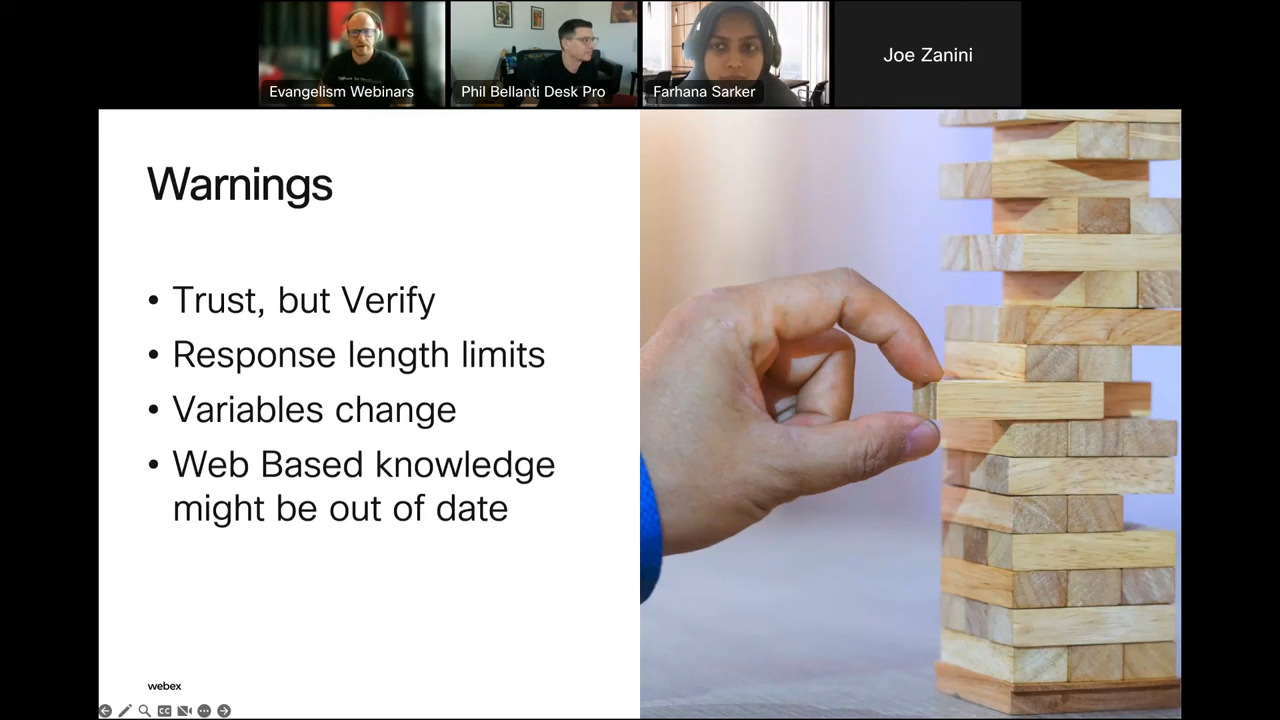 Evangelism Webinars
Phil Bellanti Desk Pro
Farhana Sarker
Joe Zanini
Warnings
• Trust, but Verify
• Response length limits
• Variables change
• Web Based knowledge
might be out of date
webex
CC